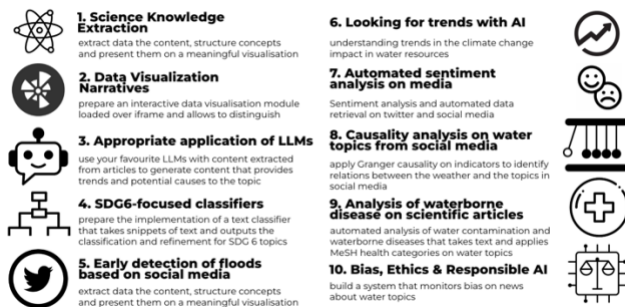 1. Science Knowledge
Extraction
extract data the content, structure concepts
and present them on a meaningful visualisation
2. Data Visualization
Narratives
prepare an interactive data visualisation module
loaded over iframe and allows to distinguish
3. Appropriate application of LLMs
use your favourite LLMs with content extracted
from articles to generate content that provides
trends and potential causes to the topic
4. SDG6-focused classifiers
prepare the implementation of a text classifier
that takes snippets of text and outputs the
classification and refinement for SDG 6 topics
5. Early detection of floods
based on social media
extract data the content, structure concepts
and present them on a meaningful visualisation
6. Looking for trends with AI
understanding trends in the climate change
impact in water resources
7. Automated sentiment
analysis on media
Sentiment analysis and automated data
retrieval on twitter and social media
8. Causality analysis on water
topics from social media
apply Granger causality on indicators to identify
relations between the weather and the topics in
social media
9. Analysis of waterborne
disease on scientific articles
automated analysis of water contamination and
waterborne diseases that takes text and applies
MeSH health categories on water topics
10. Bias, Ethics & Responsible AI
build a system that monitors bias on news
about water topics